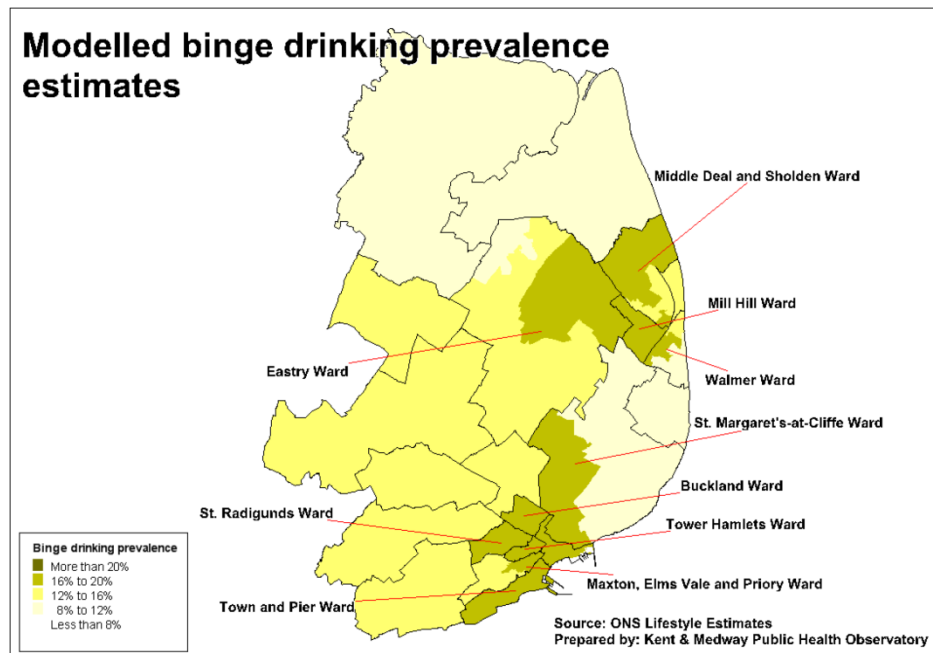 Modelled binge drinking prevalence
estimates
Middle Deal and Sholden Ward
Mill Hill Ward
Eastry Ward
Walmer Ward
St. Margaret's-at-Cliffe Ward
Buckland Ward
St. Radigunds Ward
Tower Hamlets Ward
Maxton, Elms Vale and Priory Ward
Town and Pier Ward
Binge drinking prevalence
More than 20%
16% to 20%
12% to 16%
8% to 12%
Less than 8%
Source: ONS Lifestyle Estimates
Prepared by: Kent & Medway Public Health Observatory